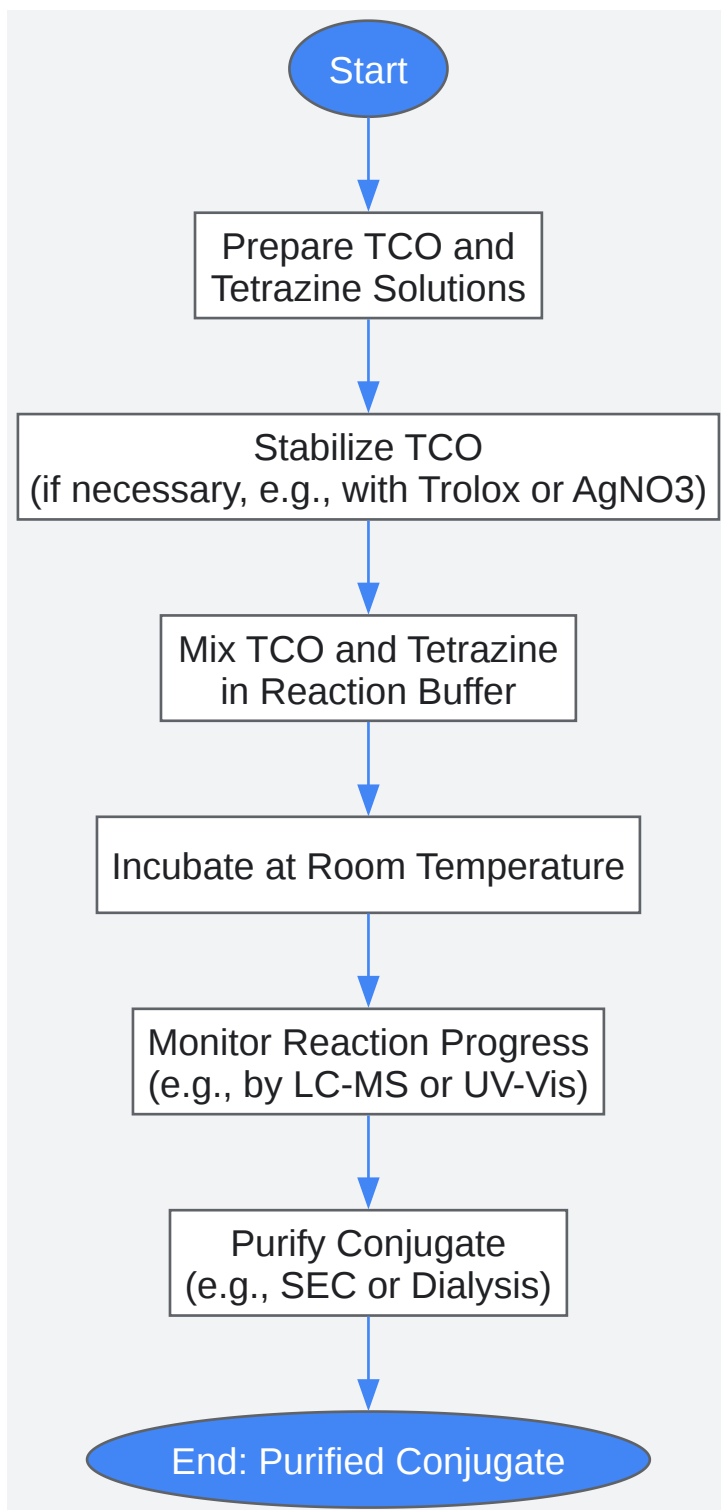 Start
Prepare TCO and
Tetrazine Solutions
Stabilize TCO
(if necessary, e.g., with Trolox or AgNO3)
Mix TCO and Tetrazine
in Reaction Buffer
Incubate at Room Temperature
Monitor Reaction Progress
(e.g., by LC-MS or UV-Vis)
Purify Conjugate
(e.g., SEC or Dialysis)
End: Purified Conjugate